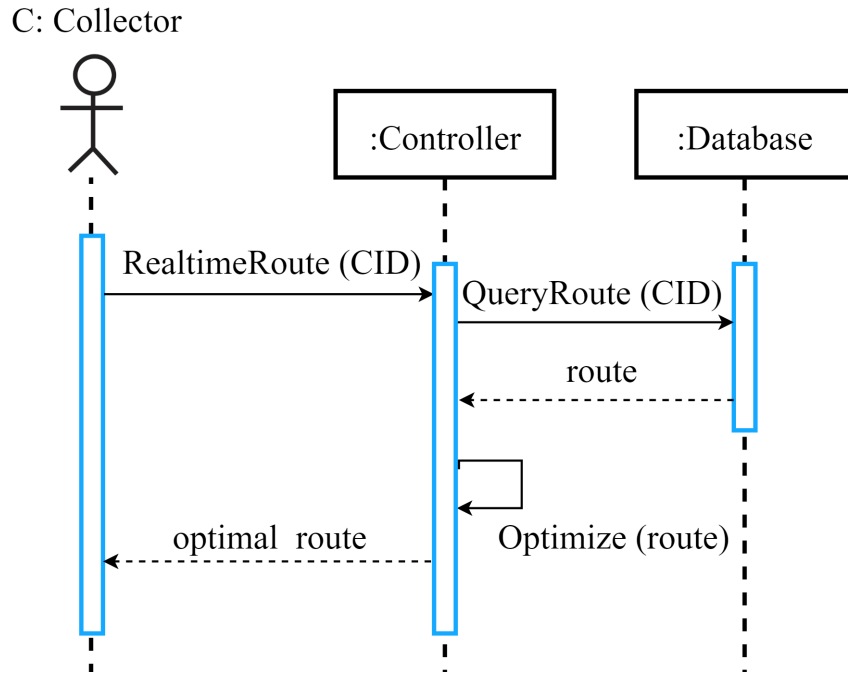 C: Collector
:Controller
:Database
RealtimeRoute (CID)
QueryRoute (CID)
route
Optimize (route)
optimal route